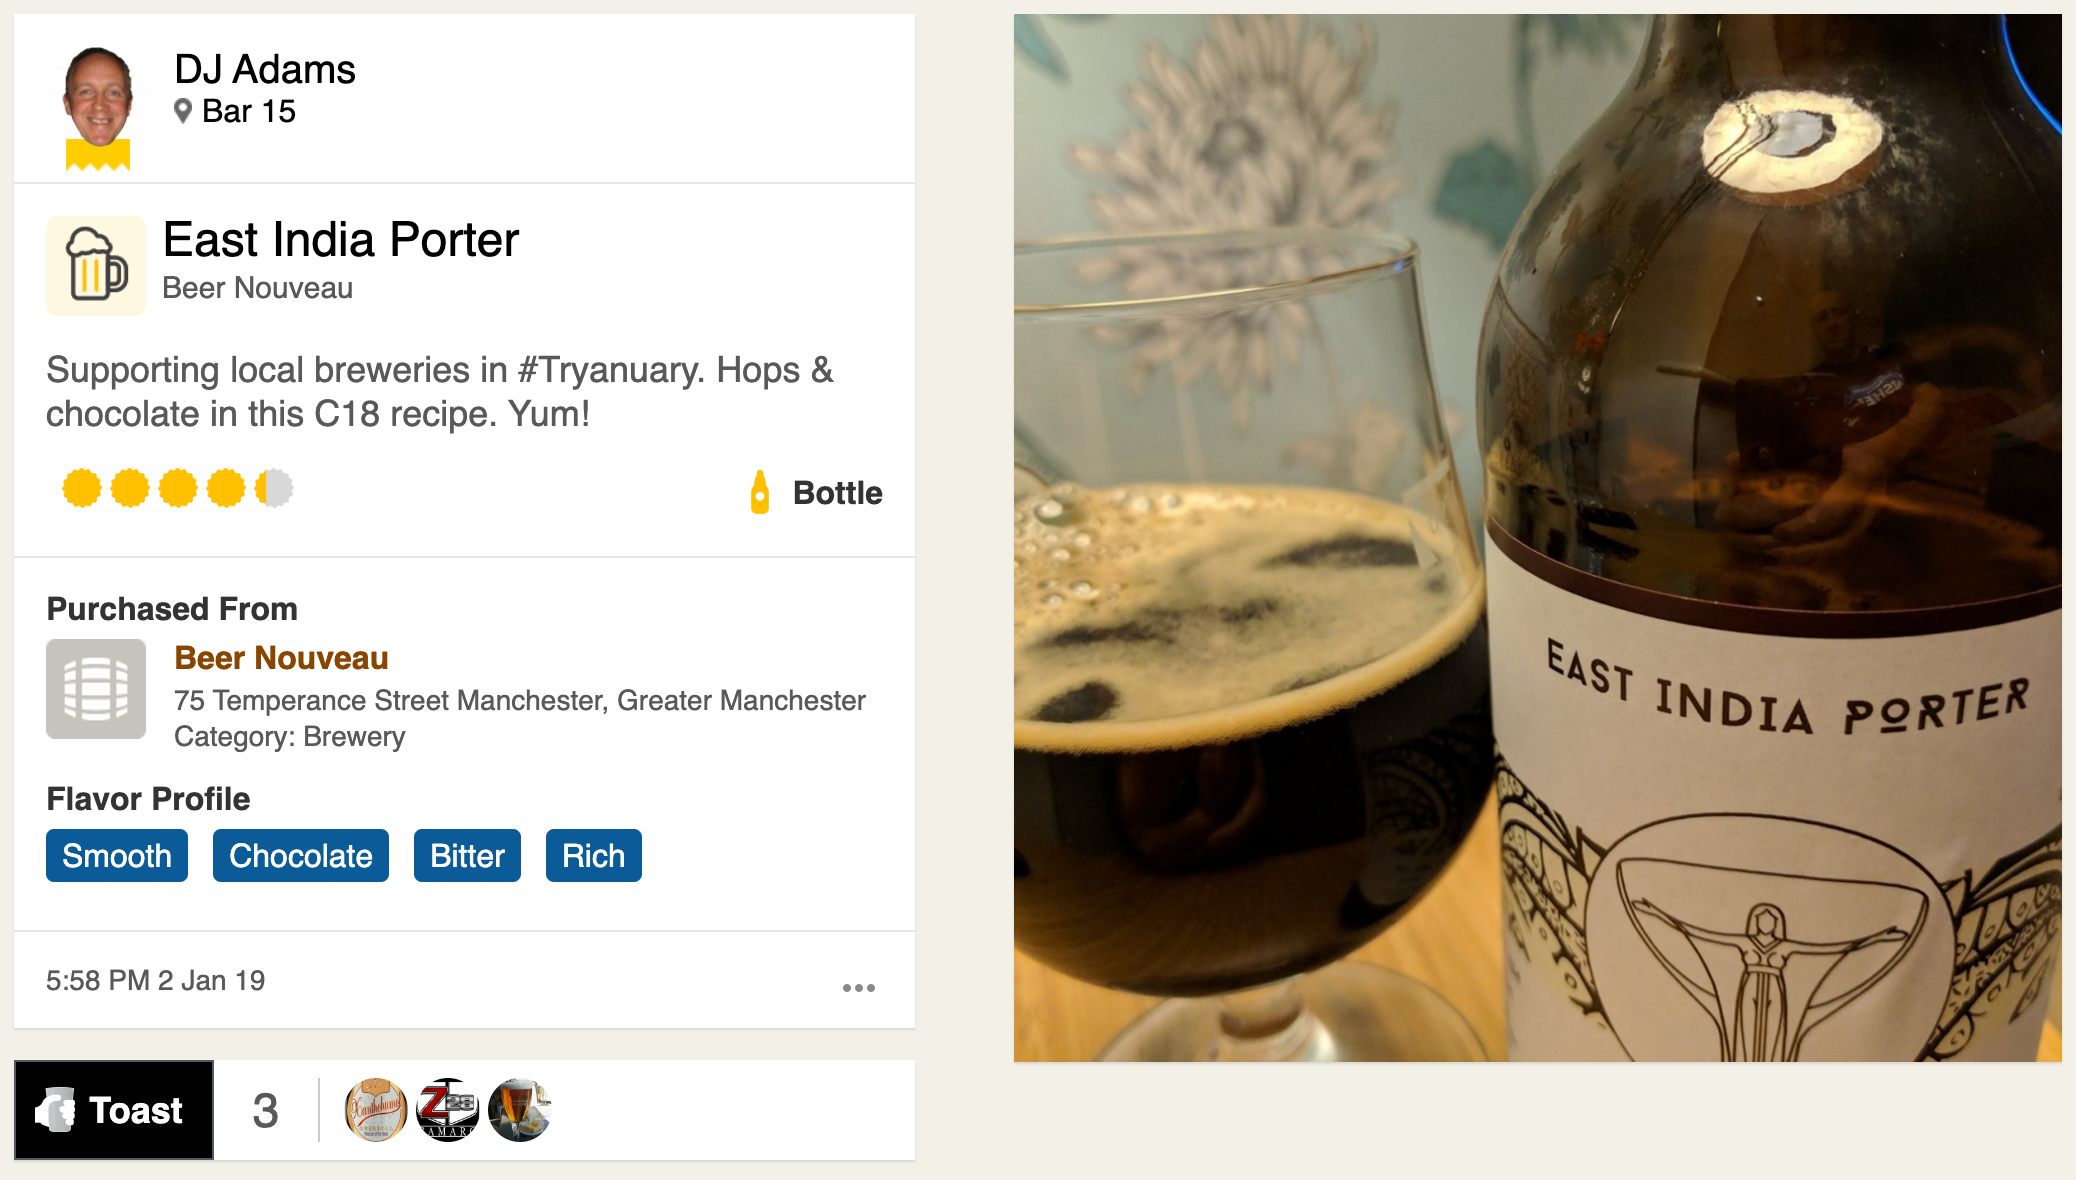 DJ Adams
Bar 15
East India Porter
Beer Nouveau
Supporting local breweries in #Tryanuary. Hops &
chocolate in this C18 recipe. Yum!
Bottle
Purchased From
Beer Nouveau
75 Temperance Street Manchester, Greater Manchester
Category: Brewery
Flavor Profile
Smooth Chocolate Bitter Rich
5:58 PM 2 Jan 19
Toast 3
Z28
EAST INDIA PORTER